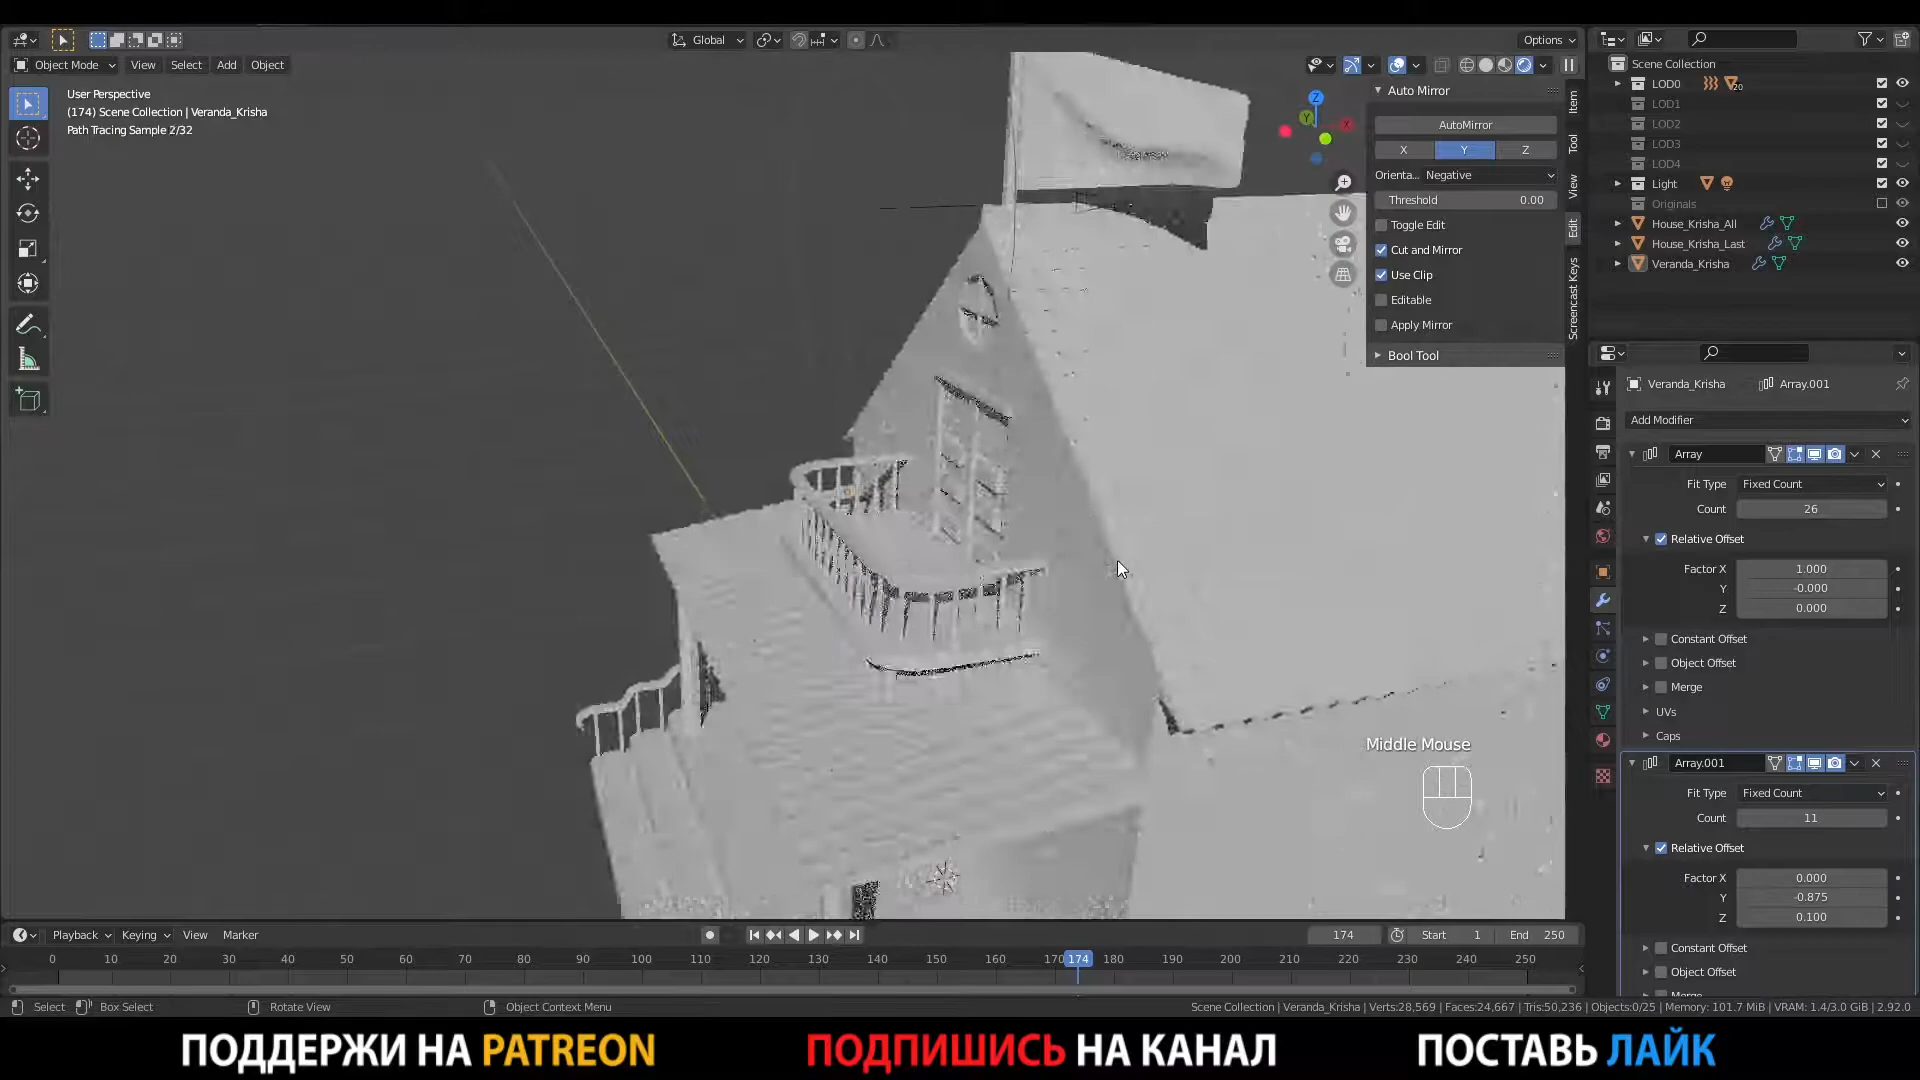 Global
Options
Object Mode
View
Select
Add
Object
User Perspective
(174) Scene Collection | Veranda_Krisha
Path Tracing Sample 2/32
Z
Y
X
Auto Mirror
AutoMirror
X
Y
Z
Orienta...
Negative
Threshold
0.00
Toggle Edit
Cut and Mirror
Use Clip
Editable
Apply Mirror
Bool Tool
Item
Tool
View
Edit
Screencast Keys
Middle Mouse
Scene Collection
LOD0
20
LOD1
LOD2
LOD3
LOD4
Light
Originals
House_Krisha_All
House_Krisha_Last
Veranda_Krisha
Veranda_Krisha
Array.001
Add Modifier
Array
Fit Type
Fixed Count
Count
26
Relative Offset
Factor X
1.000
Y
-0.000
Z
0.000
Constant Offset
Object Offset
Merge
UVs
Caps
Array.001
Fit Type
Fixed Count
Count
11
Relative Offset
Factor X
0.000
Y
-0.875
Z
0.100
Constant Offset
Object Offset
Playback
Keying
View
Marker
174
Start
1
End
250
0 10 20 30 40 50 60 70 80 90 100 110 120 130 140 150 160 170 174 180 190 200 210 220 230 240 250
Select
Box Select
Rotate View
Object Context Menu
Scene Collection | Veranda_Krisha | Verts:28,569 | Faces:24,667 | Tris:50,236 | Objects:0/25 | Memory: 101.7 MiB | VRAM: 1.4/3.0 GiB | 2.92.0
ПОДДЕРЖИ НА PATREON
ПОДПИШИСЬ НА КАНАЛ
ПОСТАВЬ ЛАЙК